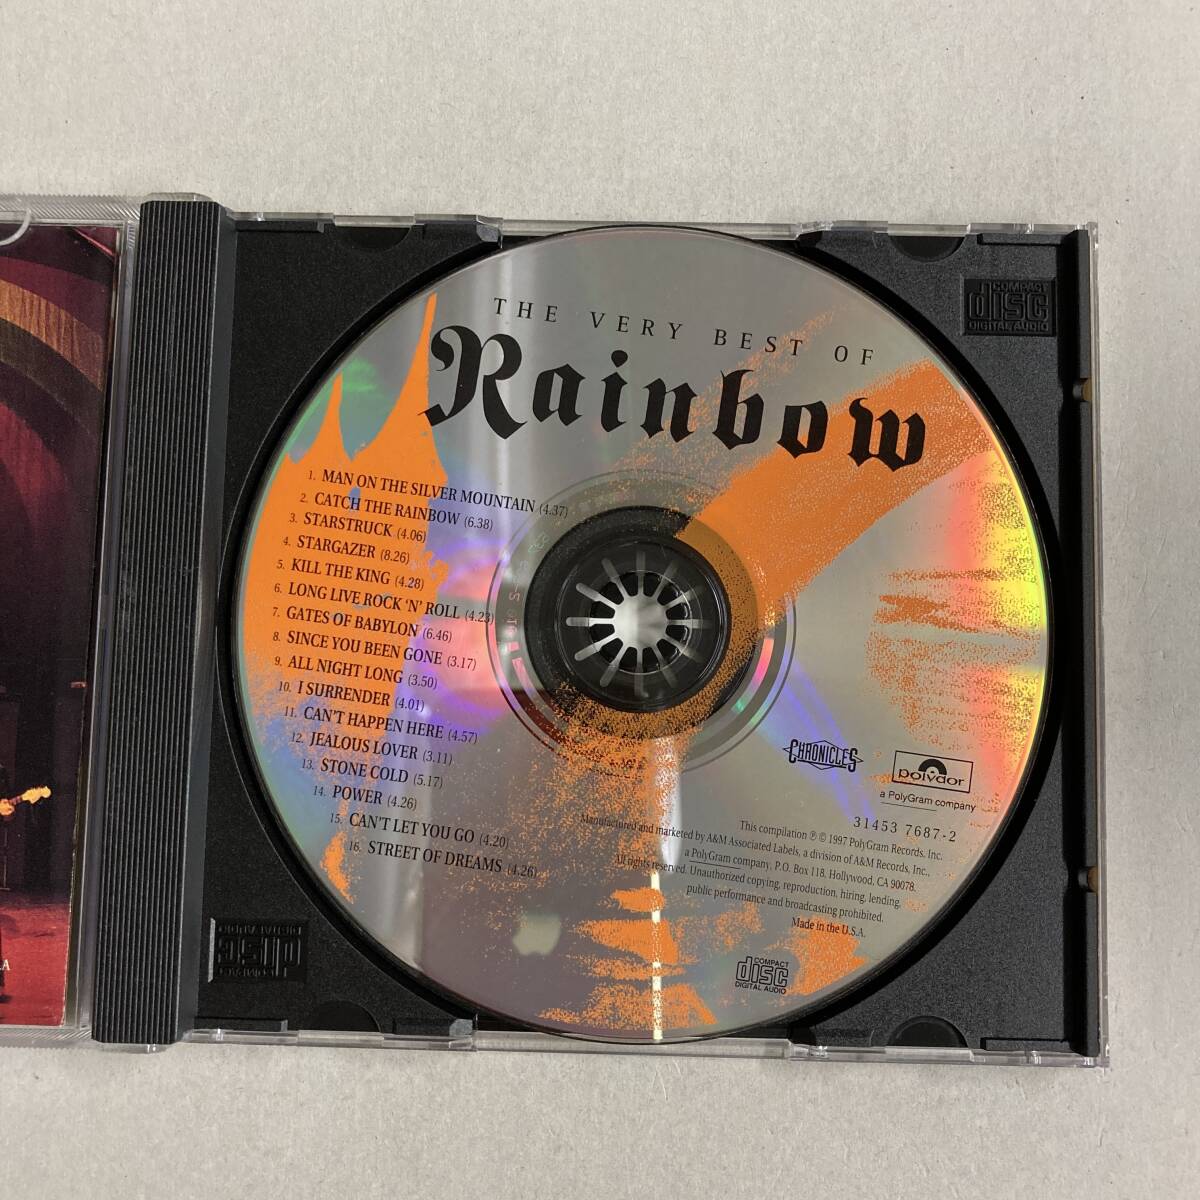 THE VERY BEST OF
Rainbow
1. MAN ON THE SILVER MOUNTAIN (4.37)
2. CATCH THE RAINBOW (6.38)
3. STARSTRUCK (4.06)
4. STARGAZER (8.26)
5. KILL THE KING (4.28)
6. LONG LIVE ROCK 'N' ROLL (4.23)
7. GATES OF BABYLON (6.46)
8. SINCE YOU BEEN GONE (3.17)
9. ALL NIGHT LONG (3.50)
10. I SURRENDER (4.01)
11. CAN'T HAPPEN HERE (4.57)
12. JEALOUS LOVER (3.11)
13. STONE COLD (5.17)
14. POWER (4.26)
15. CAN'T LET YOU GO (4.20)
16. STREET OF DREAMS (4.26)
CHRONICLES
polydor
a PolyGram company
31453 7687-2
This compilation ℗ © 1997 PolyGram Records, Inc.
Manufactured and marketed by A&M Associated Labels, a division of A&M Records, Inc.,
a PolyGram company, P.O. Box 118, Hollywood, CA 90078.
All rights reserved. Unauthorized copying, reproduction, hiring, lending,
public performance and broadcasting prohibited.
Made in the U.S.A.
COMPACT
disc
DIGITAL AUDIO
COMPACT
disc
DIGITAL AUDIO
COMPACT
disc
DIGITAL AUDIO